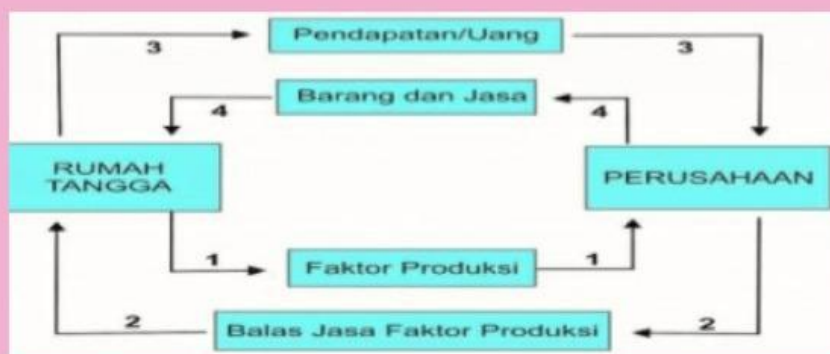 3
Pendapatan/Uang
3
4
Barang dan Jasa
4
RUMAH
TANGGA
PERUSAHAAN
1
Faktor Produksi
1
2
Balas Jasa Faktor Produksi
2